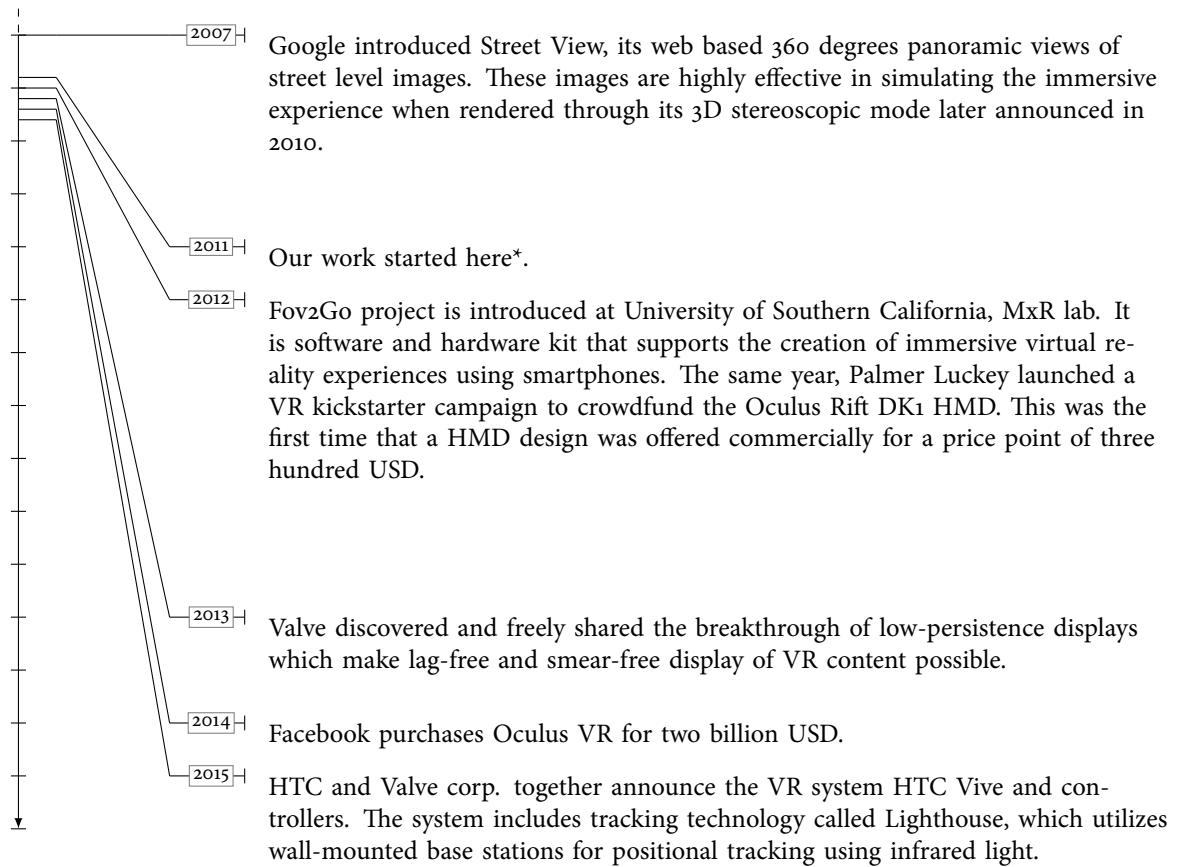 2007
Google introduced Street View, its web based 360 degrees panoramic views of
street level images. These images are highly effective in simulating the immersive
experience when rendered through its 3D stereoscopic mode later announced in
2010.
2011
Our work started here*.
2012
Fov2Go project is introduced at University of Southern California, MxR lab. It
is software and hardware kit that supports the creation of immersive virtual re-
ality experiences using smartphones. The same year, Palmer Luckey launched a
VR kickstarter campaign to crowdfund the Oculus Rift DK1 HMD. This was the
first time that a HMD design was offered commercially for a price point of three
hundred USD.
2013
Valve discovered and freely shared the breakthrough of low-persistence displays
which make lag-free and smear-free display of VR content possible.
2014
Facebook purchases Oculus VR for two billion USD.
2015
HTC and Valve corp. together announce the VR system HTC Vive and con-
trollers. The system includes tracking technology called Lighthouse, which utilizes
wall-mounted base stations for positional tracking using infrared light.